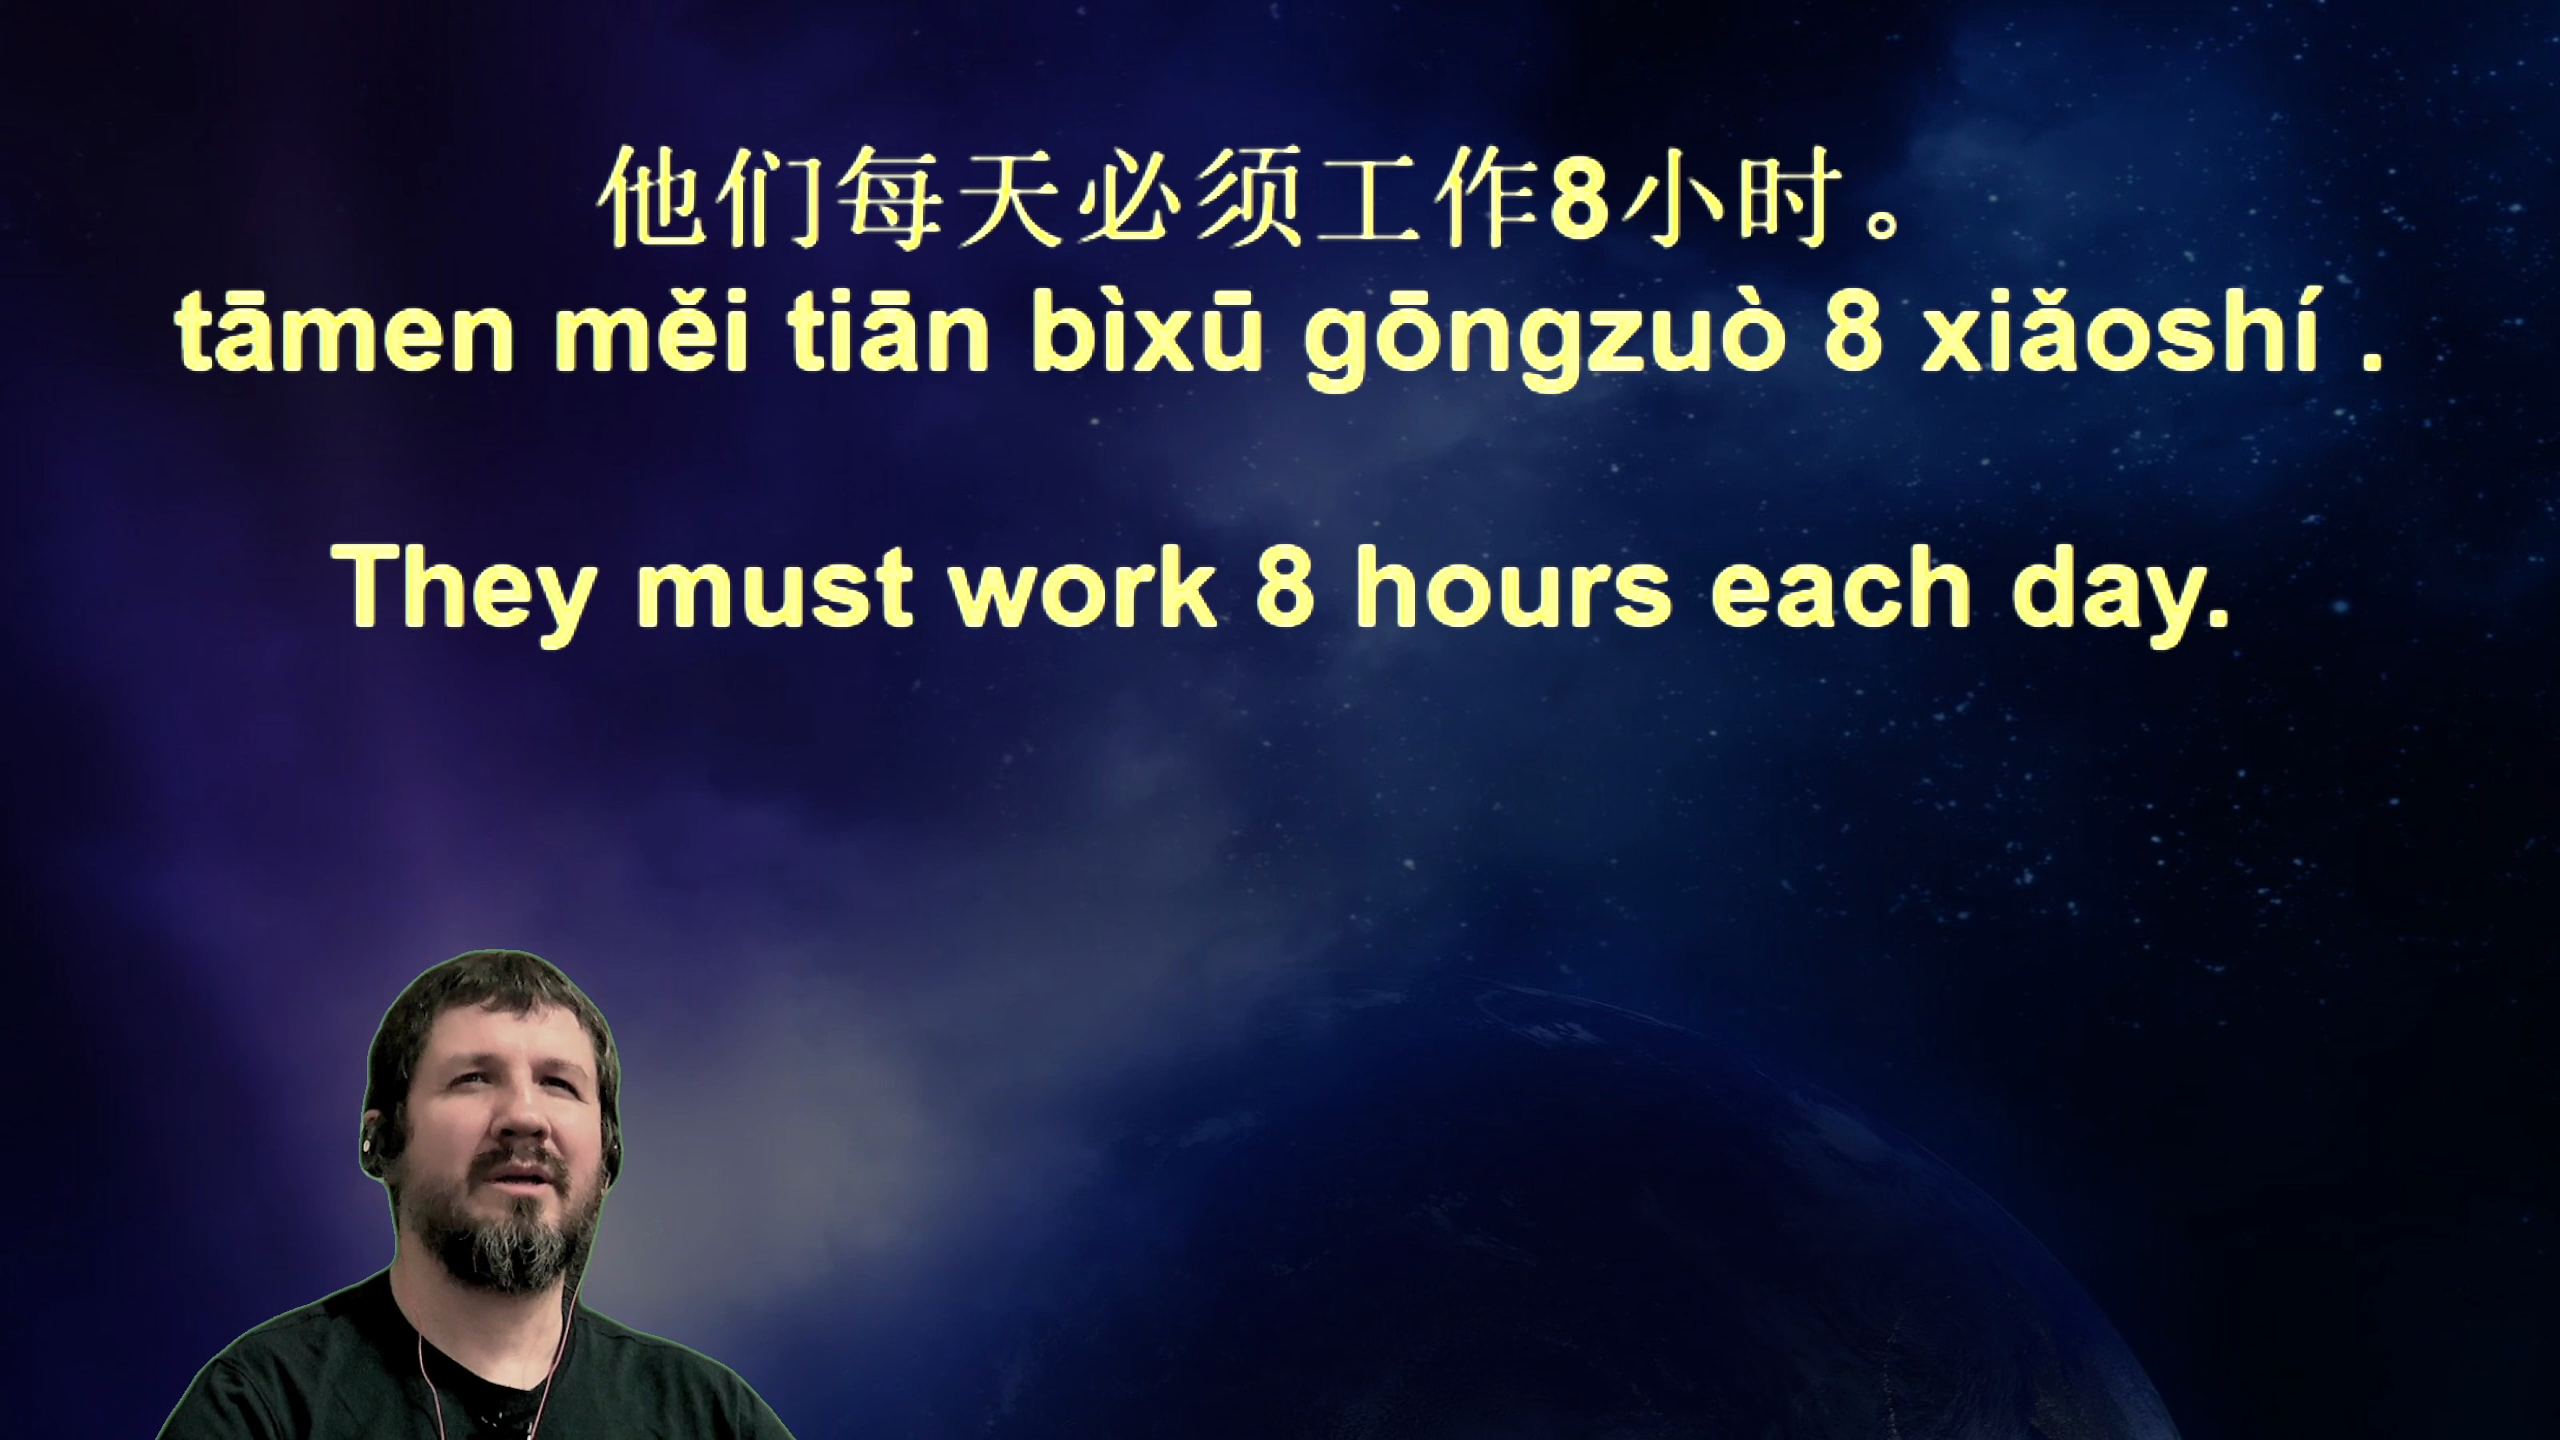 他们每天必须工作8小时。
tāmen měi tiān bìxū gōngzuò 8 xiǎoshí .
They must work 8 hours each day.